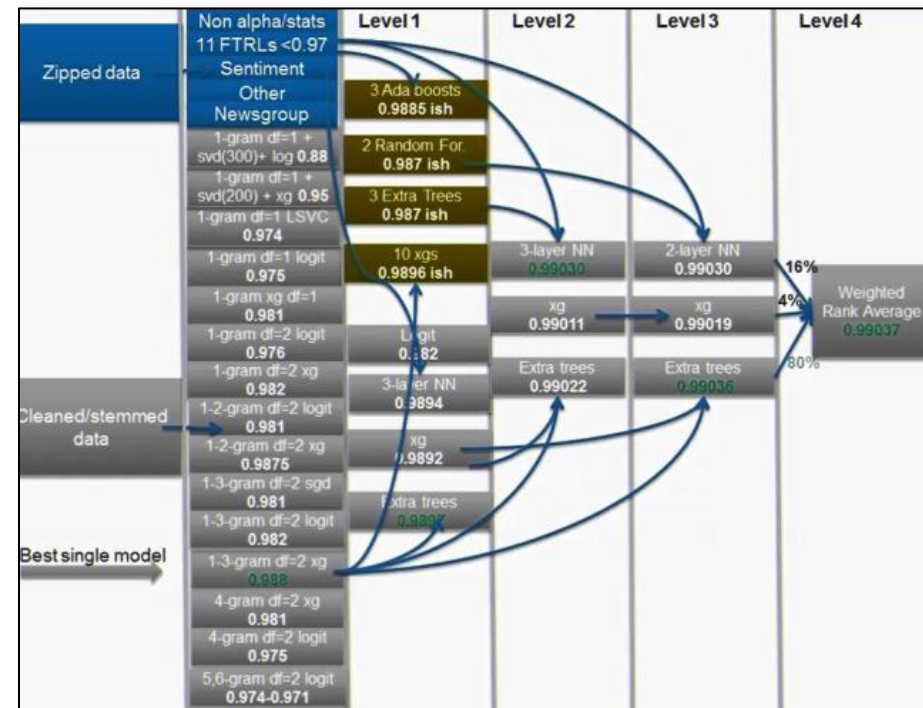 Level 1
Level 2
Level 3
Level 4
Zipped data
Non alpha/stats
11 FTRLs <0.97
Sentiment
Other
Newsgroup
1-gram df=1 +
svd(300)+ log 0.88
1-gram df=1 +
svd(200) + xg 0.95
1-gram df=1 LSVC
0.974
1-gram df=1 logit
0.975
1-gram xg df=1
0.981
1-gram df=2 logit
0.976
1-gram df=2 xg
0.982
1-2-gram df=2 logit
0.981
1-2-gram df=2 xg
0.9875
1-3-gram df=2 sgd
0.981
1-3-gram df=2 logit
0.982
1-3-gram df=2 xg
0.988
4-gram df=2 xg
0.981
4-gram df=2 logit
0.975
5,6-gram df=2 logit
0.974-0.971
Cleaned/stemmed
data
Best single model
3 Ada boosts
0.9885 ish
2 Random For.
0.987 ish
3 Extra Trees
0.987 ish
10 xgs
0.9896 ish
Logit
0.982
3-layer NN
0.9894
xg
0.9892
Extra trees
3-layer NN
0.99030
xg
0.99011
Extra trees
0.99022
2-layer NN
0.99030
xg
0.99019
Extra trees
0.99036
16%
4%
80%
Weighted
Rank Average
0.99037